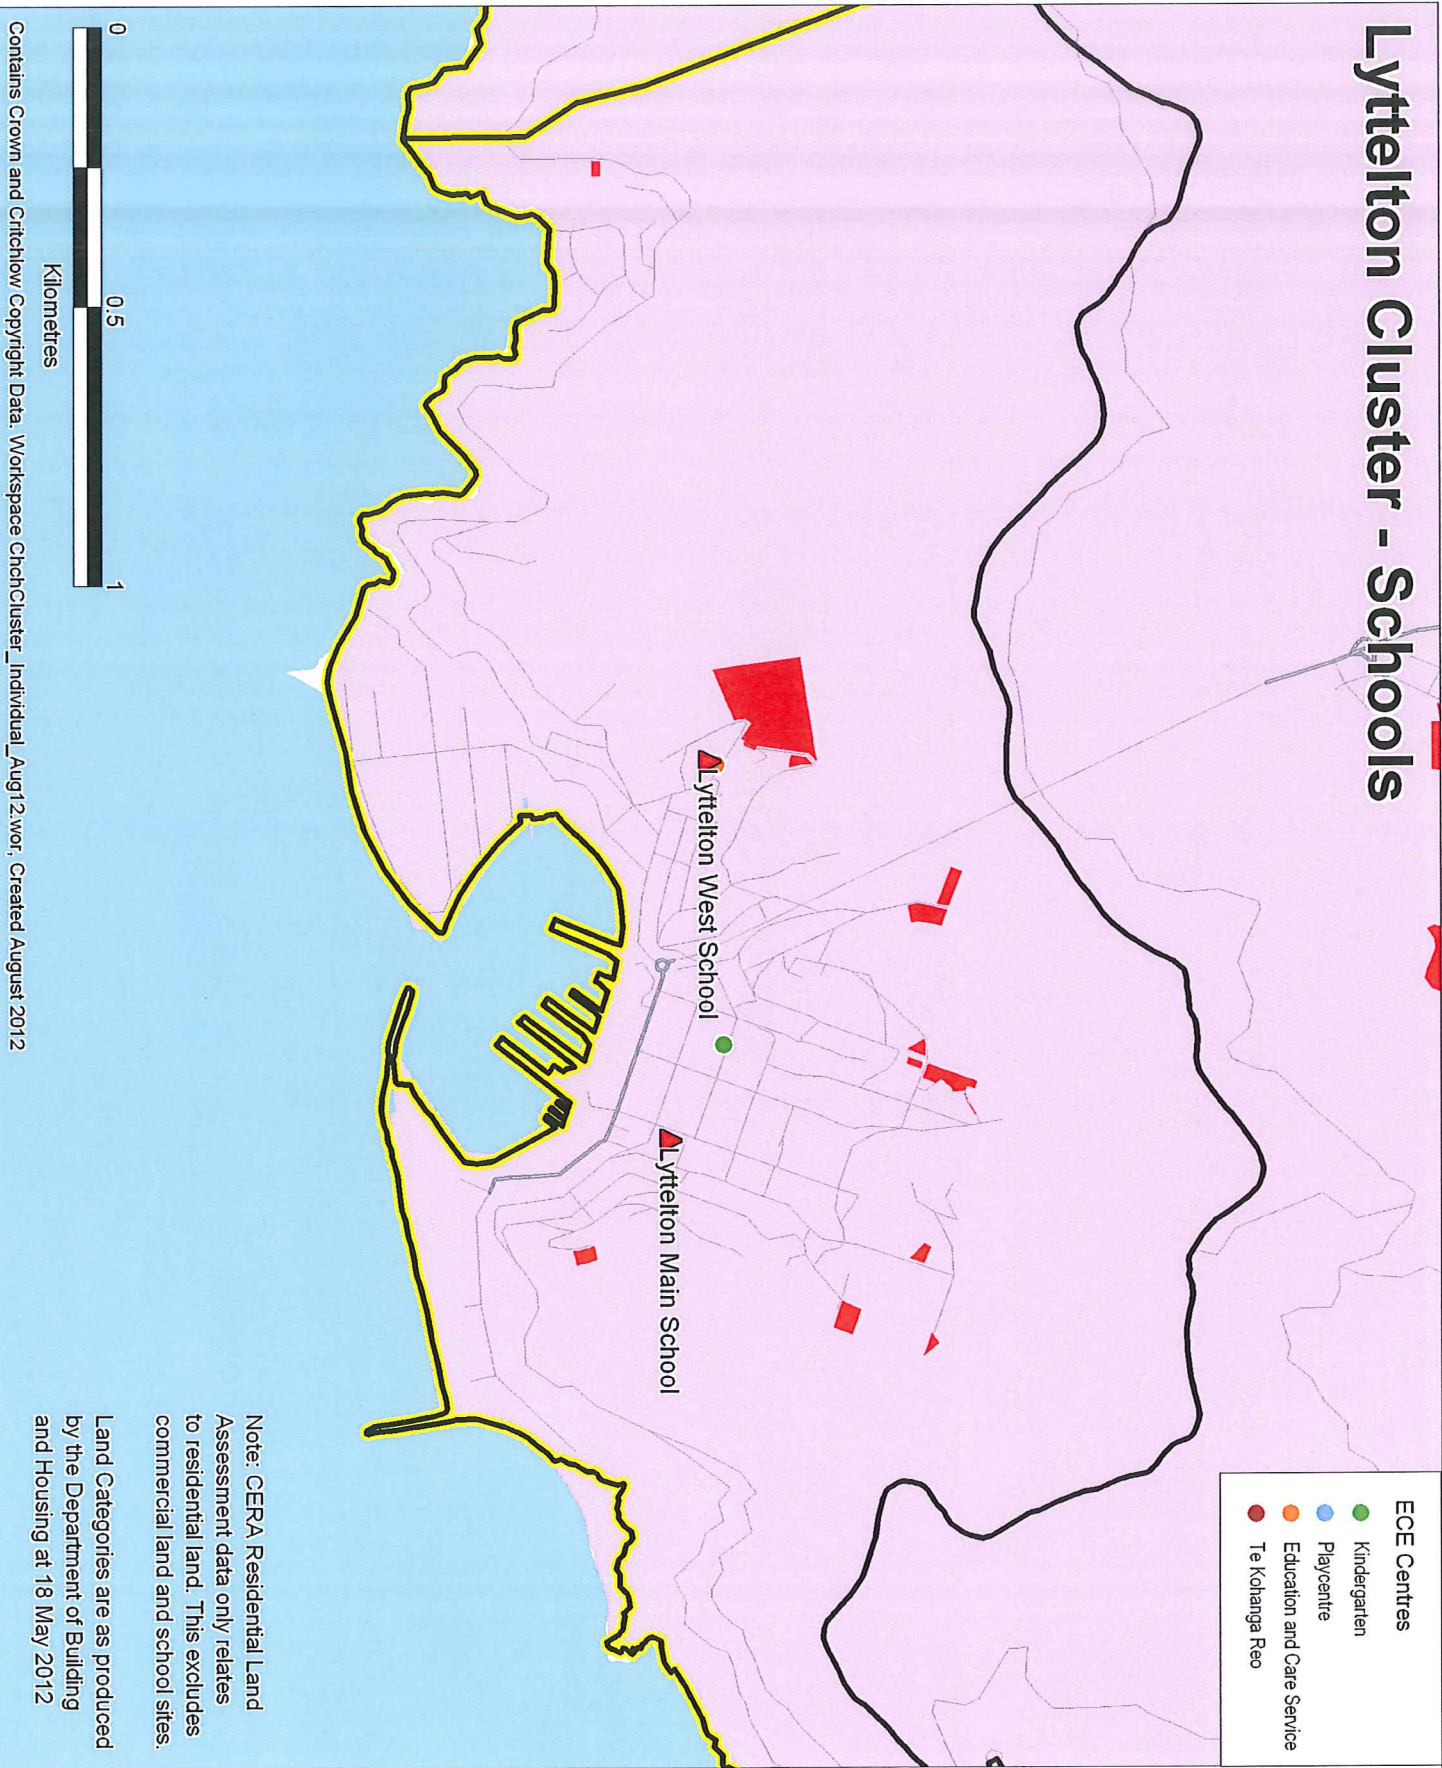 Lyttelton Cluster - Schools
ECE Centres
Kindergarten
Playcentre
Education and Care Service
Te Kohanga Reo
Lyttelton West School
Lyttelton Main School
Note: CERA Residential Land
Assessment data only relates
to residential land. This excludes
commercial land and school sites.
Land Categories are as produced
by the Department of Building
and Housing at 18 May 2012
0 0.5 1
Kilometres
Contains Crown and Critchlow Copyright Data. Workspace ChchCluster_Individual_Aug12.wor, Created August 2012